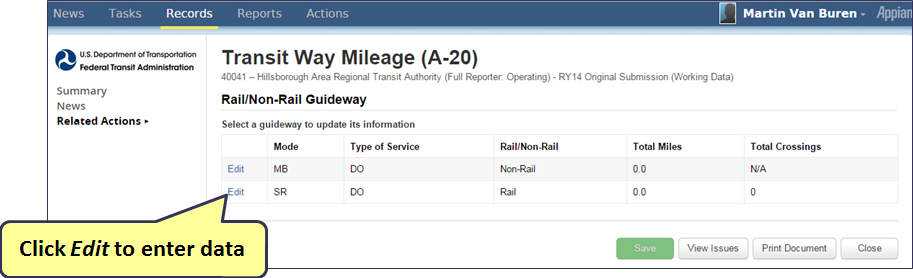 News Tasks Records Reports Actions Martin Van Buren Appian
U.S. Department of Transportation
Federal Transit Administration
Summary
News
Related Actions
Transit Way Mileage (A-20)
40041 – Hillsborough Area Regional Transit Authority (Full Reporter: Operating) - RY14 Original Submission (Working Data)
Rail/Non-Rail Guideway
Select a guideway to update its information
Mode Type of Service Rail/Non-Rail Total Miles Total Crossings
Edit MB DO Non-Rail 0.0 N/A
Edit SR DO Rail 0.0 0
Click Edit to enter data
Save View Issues Print Document Close